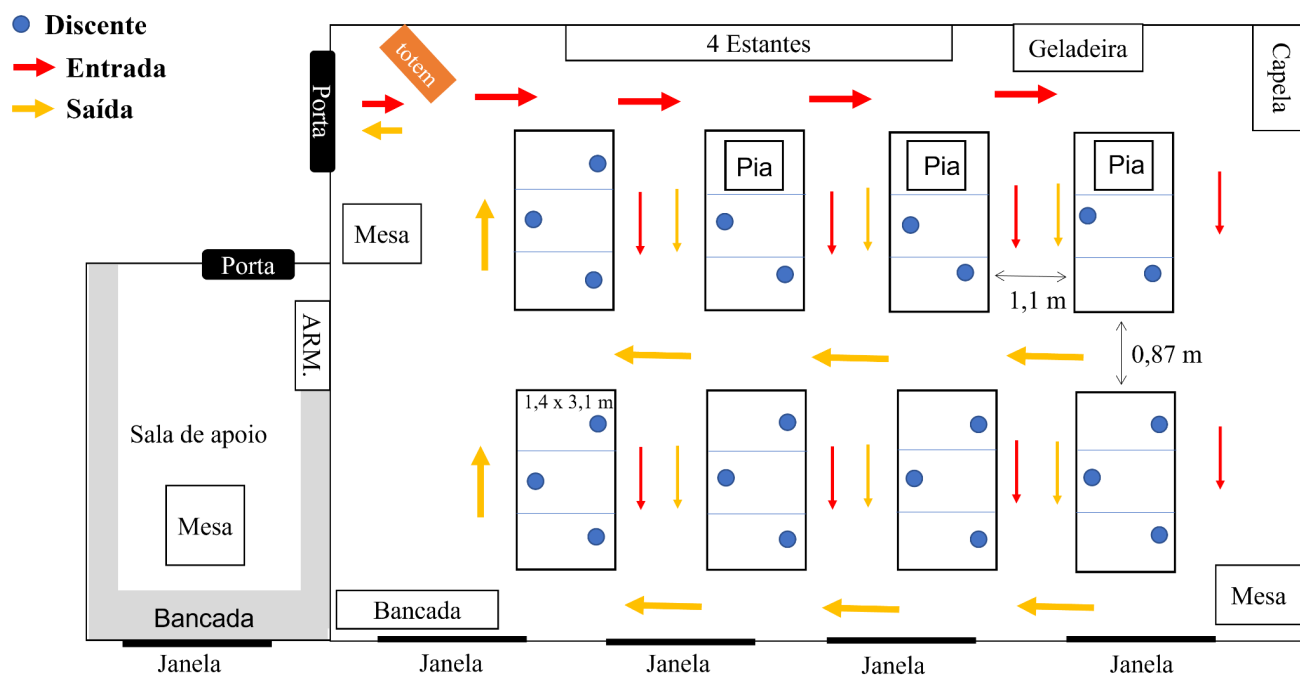 Discente
Entrada
Saída
totem
4 Estantes
Geladeira
Capela
Porta
Pia
Pia
Pia
Mesa
Porta
1,1 m
ARM.
0,87 m
1,4 x 3,1 m
Sala de apoio
Mesa
Bancada
Bancada
Mesa
Janela
Janela
Janela
Janela
Janela